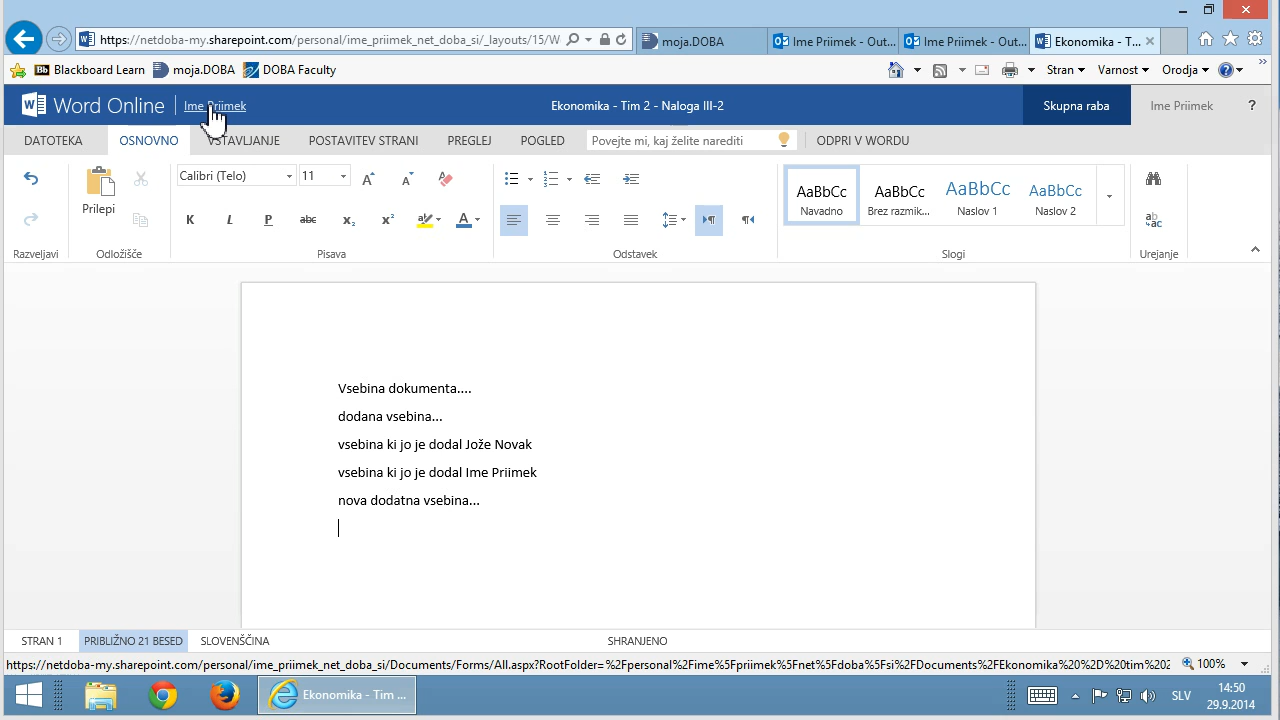 https://netdoba-my.sharepoint.com/personal/ime_priimek_net_doba_si/_layouts/15/W
moja.DOBA
Ime Priimek - Out...
Ime Priimek - Out...
Ekonomika - T...
Bb Blackboard Learn
moja.DOBA
DOBA Faculty
Stran
Varnost
Orodja
Word Online
Ime Priimek
Ekonomika - Tim 2 - Naloga III-2
Skupna raba
Ime Priimek
?
DATOTEKA
OSNOVNO
VSTAVLJANJE
POSTAVITEV STRANI
PREGLEJ
POGLED
Povejte mi, kaj želite narediti
ODPRI V WORDU
Prilepi
Calibri (Telo)
11
K L P abc x₂ x²
AaBbCc
Navadno
AaBbCc
Brez razmik...
AaBbCc
Naslov 1
AaBbCc
Naslov 2
Razveljavi
Odložišče
Pisava
Odstavek
Slogi
Urejanje
Vsebina dokumenta....
dodana vsebina...
vsebina ki jo je dodal Jože Novak
vsebina ki jo je dodal Ime Priimek
nova dodatna vsebina...
STRAN 1
PRIBLIŽNO 21 BESED
SLOVENŠČINA
SHRANJENO
https://netdoba-my.sharepoint.com/personal/ime_priimek_net_doba_si/Documents/Forms/All.aspx?RootFolder=%2Fpersonal%2Fime%5Fpriimek%5Fnet%5Fdoba%5Fsi%2FDocuments%2FEkonomika%20%2D%20tim%202
100%
Ekonomika - Tim ...
SLV
14:50
29.9.2014